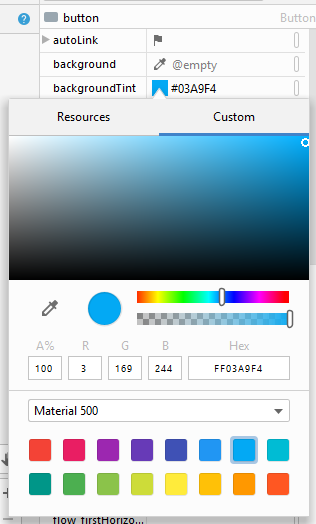 button Button
autoLink
background @empty
backgroundTint #03A9F4
Resources Custom
A% R G B Hex
100 3 169 244 FF03A9F4
Material 500
flow_firstHorizo...